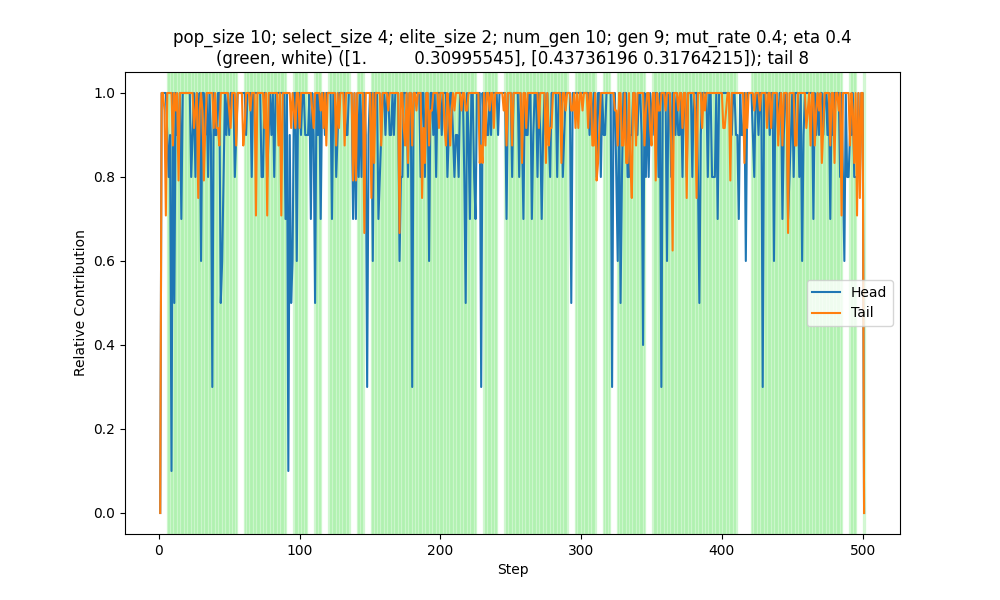 pop_size 10; select_size 4; elite_size 2; num_gen 10; gen 9; mut_rate 0.4; eta 0.4
(green, white) ([1.          0.30995545], [0.43736196 0.31764215]); tail 8
1.0
0.8
0.6
0.4
0.2
0.0
Relative Contribution
Head
Tail
0
100
200
300
400
500
Step